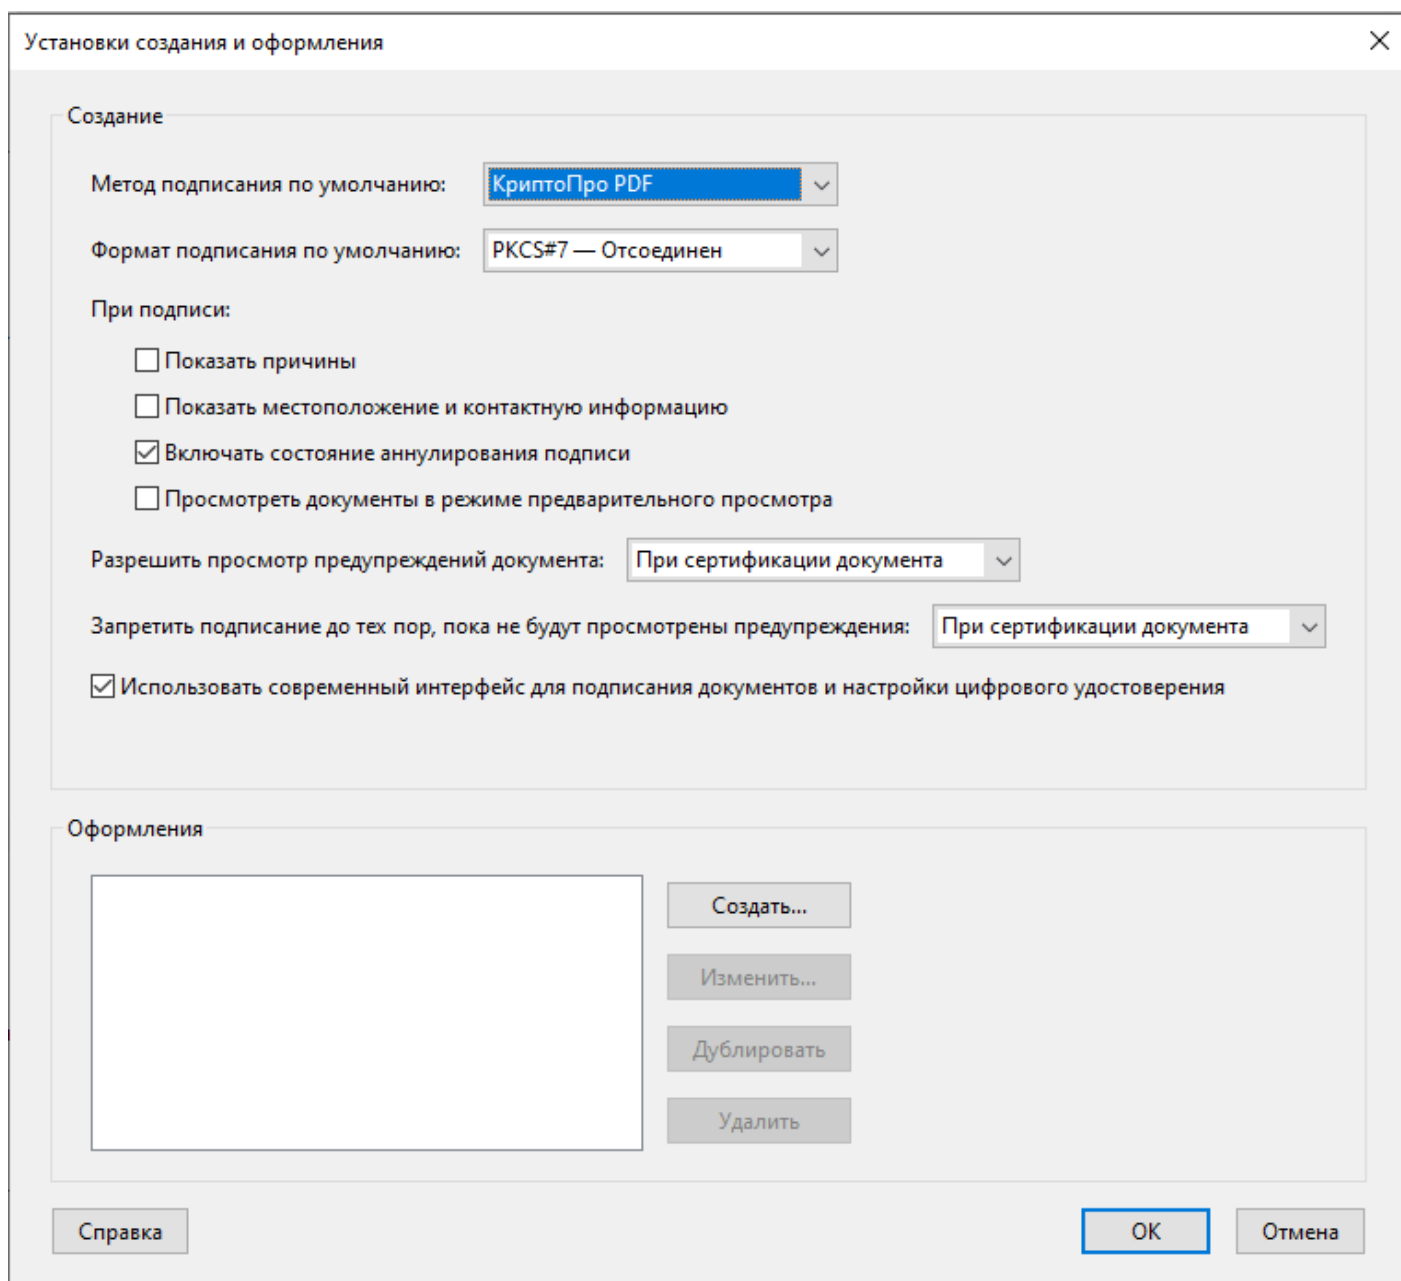 Установки создания и оформления
Создание
Метод подписания по умолчанию: КриптоПро PDF
Формат подписания по умолчанию: PKCS#7 — Отсоединен
При подписи:
Показать причины
Показать местоположение и контактную информацию
Включать состояние аннулирования подписи
Просмотреть документы в режиме предварительного просмотра
Разрешить просмотр предупреждений документа: При сертификации документа
Запретить подписание до тех пор, пока не будут просмотрены предупреждения: При сертификации документа
Использовать современный интерфейс для подписания документов и настройки цифрового удостоверения
Оформления
Создать...
Изменить...
Дублировать
Удалить
Справка ОК Отмена